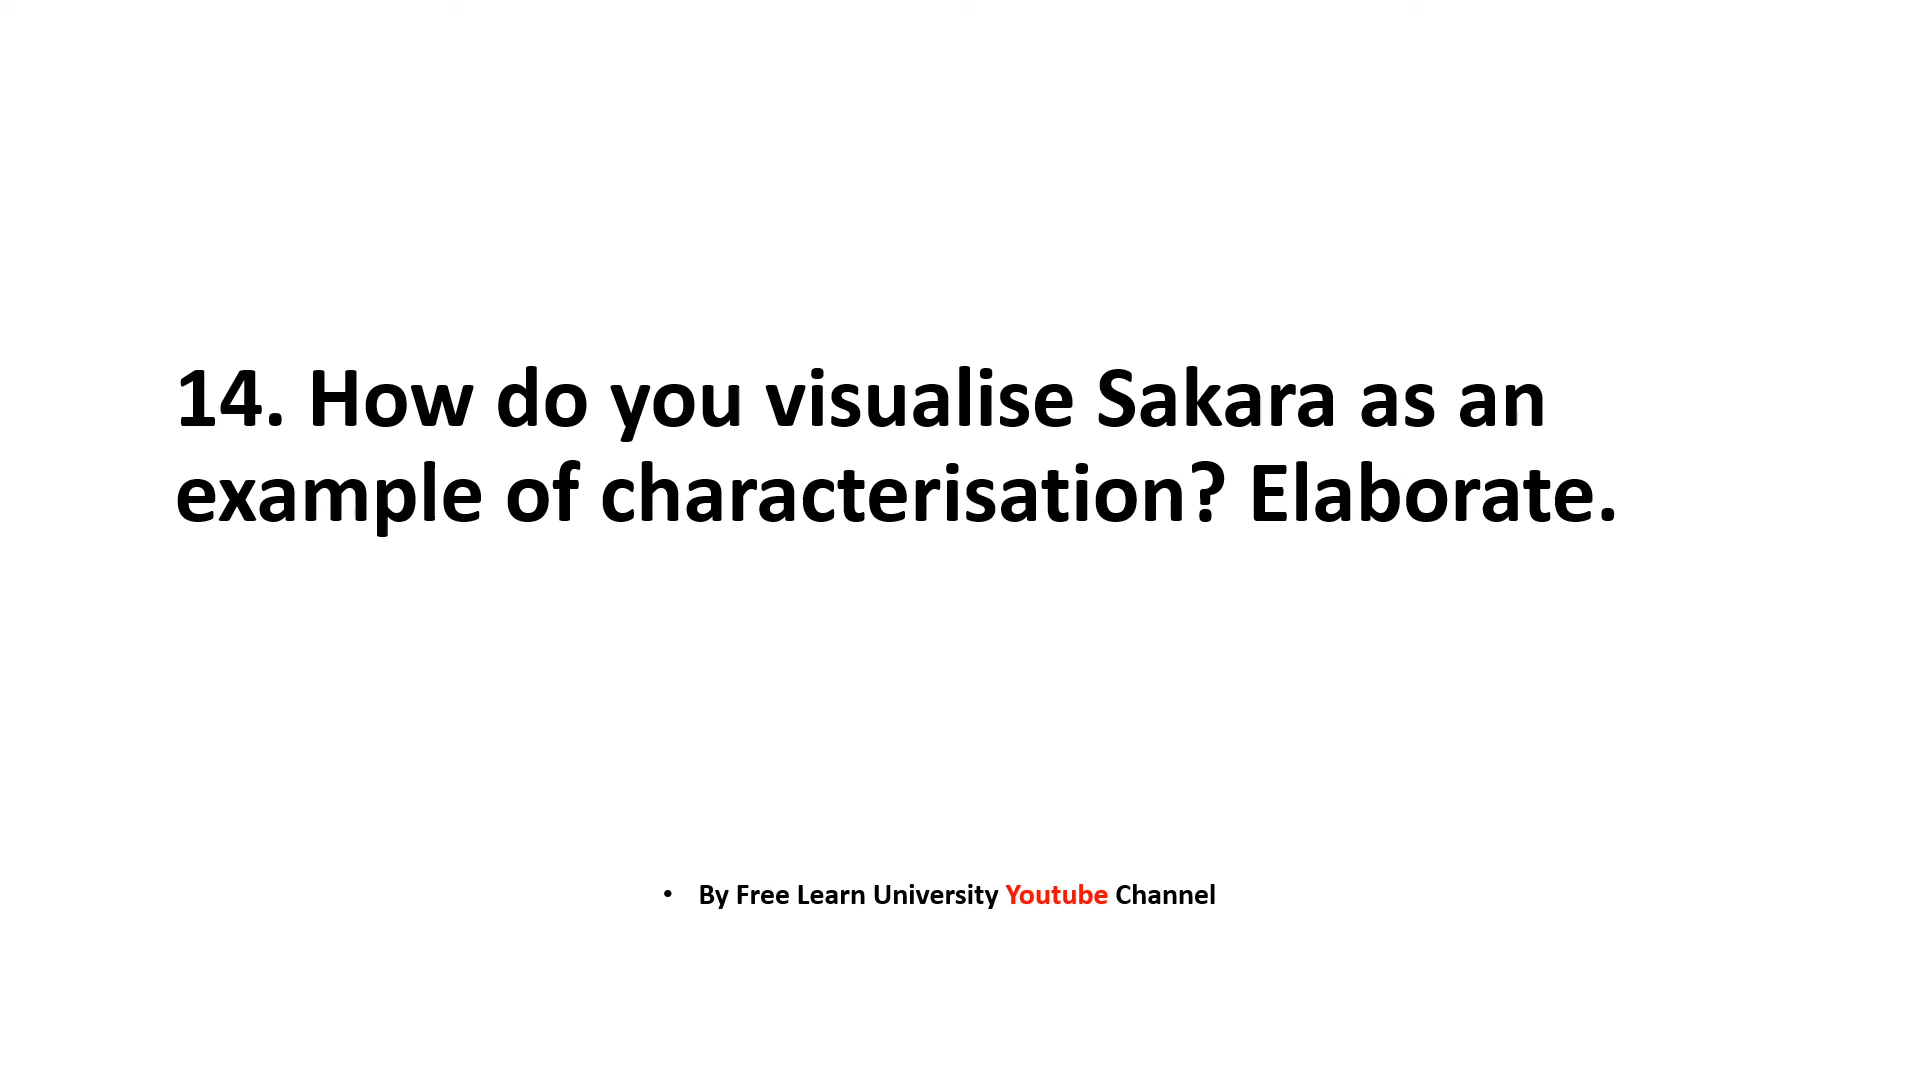 14. How do you visualise Sakara as an
example of characterisation? Elaborate.
• By Free Learn University Youtube Channel